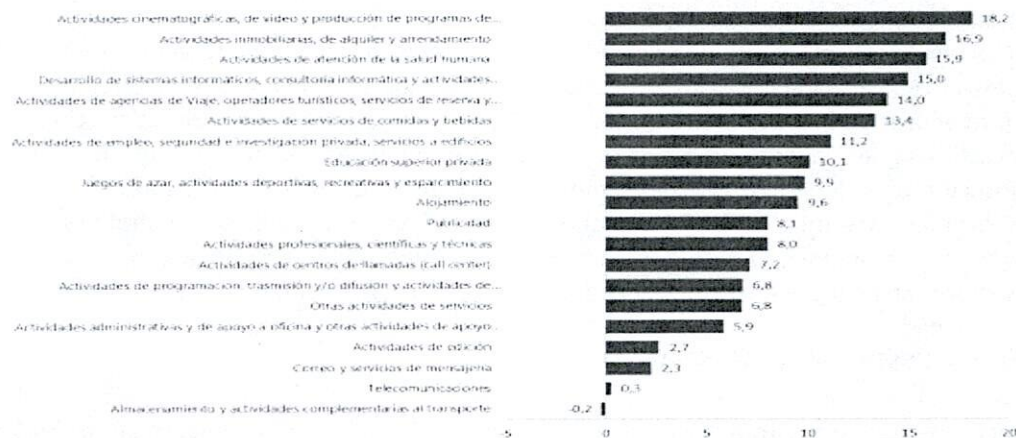 Actividades cinematográficas, de video y producción de programas de... 18,2
Actividades inmobiliarias, de alquiler y arrendamiento 16,9
Actividades de atención de la salud humana 15,9
Desarrollo de sistemas informáticos, consultoría informática y actividades... 15,0
Actividades de agencias de Viaje, operadores turísticos, servicios de reserva y... 14,0
Actividades de servicios de comidas y bebidas 13,4
Actividades de empleo, seguridad e investigación privada, servicios a edificios 11,2
Educación superior privada 10,1
Juegos de azar, actividades deportivas, recreativas y esparcimiento 9,9
Alojamiento 9,6
Publicidad 8,1
Actividades profesionales, científicas y técnicas 8,0
Actividades de centros de llamadas (call center) 7,2
Actividades de programación, trasmisión y/o difusión y actividades de... 6,8
Otras actividades de servicios 6,8
Actividades administrativas y de apoyo a oficina y otras actividades de apoyo... 5,9
Actividades de edición 2,7
Correo y servicios de mensajería 2,3
Telecomunicaciones 0,3
Almacenamiento y actividades complementarias al transporte -0,2
-5 0 5 10 15 20